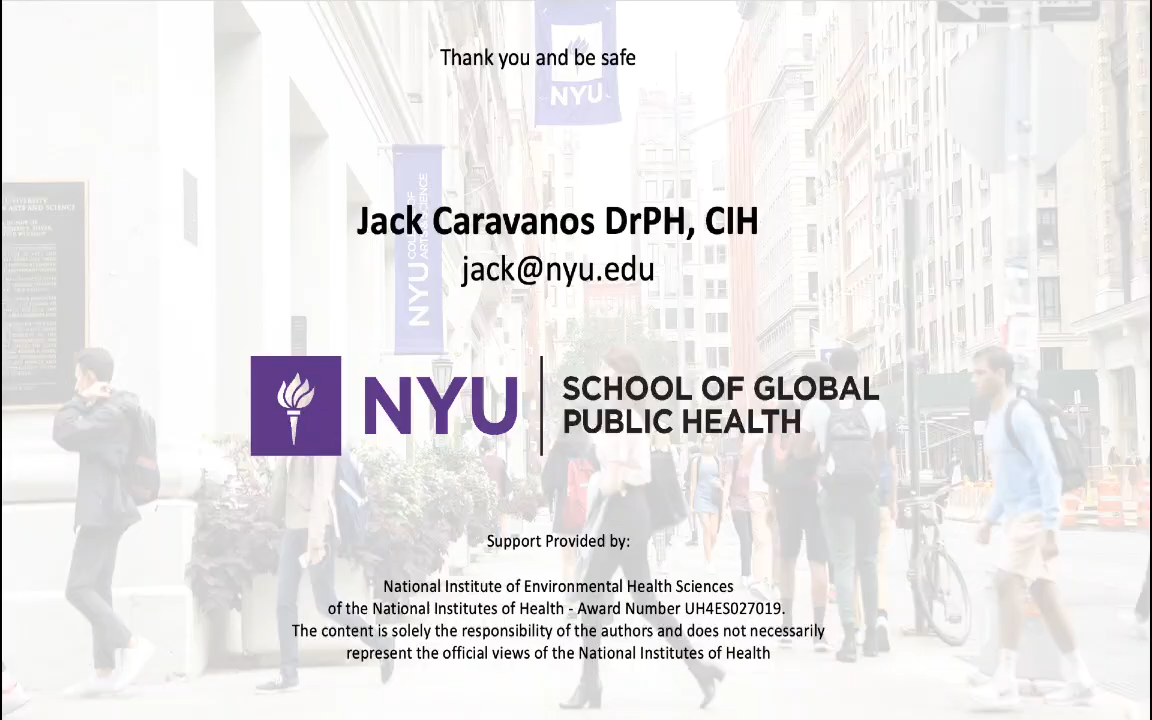 Thank you and be safe
NYU
NYU
Jack Caravanos DrPH, CIH
jack@nyu.edu
NYU
SCHOOL OF GLOBAL
PUBLIC HEALTH
Support Provided by:
National Institute of Environmental Health Sciences
of the National Institutes of Health - Award Number UH4ES027019.
The content is solely the responsibility of the authors and does not necessarily
represent the official views of the National Institutes of Health